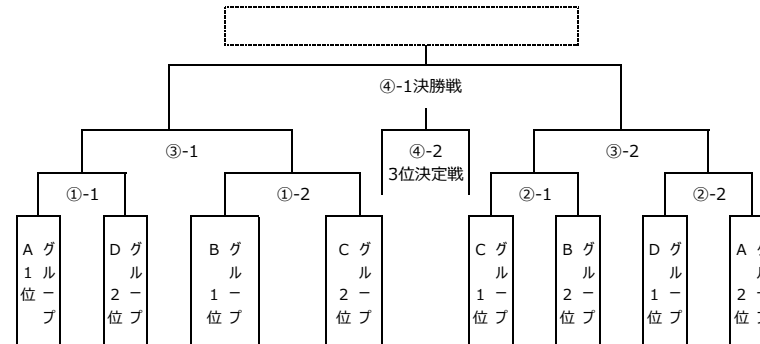 ④-1決勝戦
③-1
④-2
3位決定戦
③-2
①-1
①-2
②-1
②-2
グループ
A1位
グループ
D2位
グループ
B1位
グループ
C2位
グループ
C1位
グループ
B2位
グループ
D1位
グループ
A2位